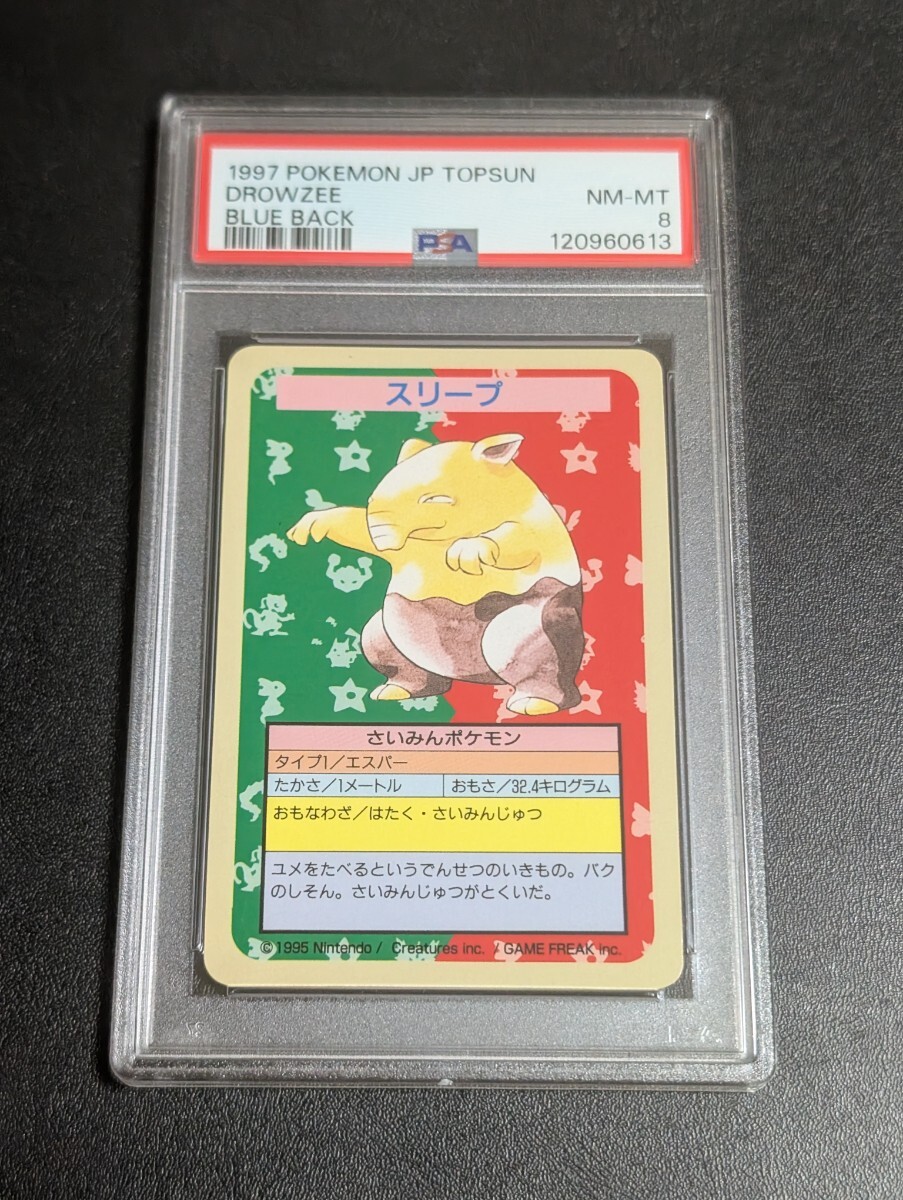 1997 POKEMON JP TOPSUN
DROWZEE NM-MT
BLUE BACK 8
PSA 120960613
スリープ
さいみんポケモン
タイプ1／エスパー
たかさ／1メートル おもさ／32.4キログラム
おもなわざ／はたく・さいみんじゅつ
ユメをたべるというでんせつのいきもの。バク
のしそん。さいみんじゅつがとくいだ。
©1995 Nintendo / Creatures inc. / GAME FREAK inc.